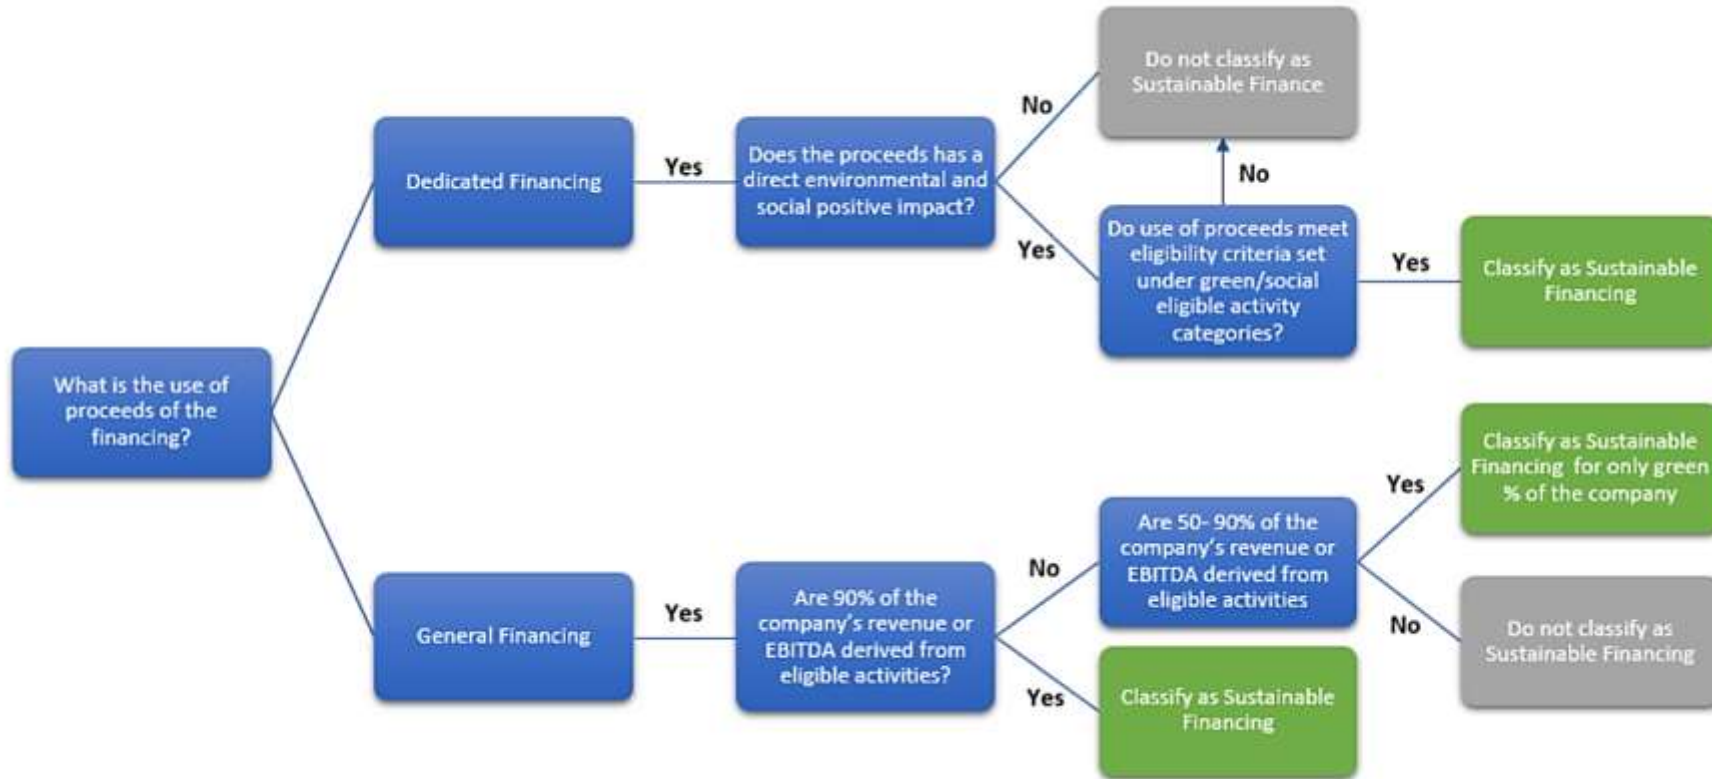 Do not classify as
Sustainable Finance
No
Dedicated Financing
Yes
Does the proceeds has a
direct environmental and
social positive impact?
No
Yes
Do use of proceeds meet
eligibility criteria set
under green/social
eligible activity
categories?
Yes
Classify as Sustainable
Financing
What is the use of
proceeds of the
financing?
Classify as Sustainable
Financing for only green
% of the company
Yes
Are 50- 90% of the
company's revenue or
EBITDA derived from
eligible activities
No
General Financing
Yes
Are 90% of the
company's revenue or
EBITDA derived from
eligible activities?
No
Do not classify as
Sustainable Financing
Yes
Classify as Sustainable
Financing